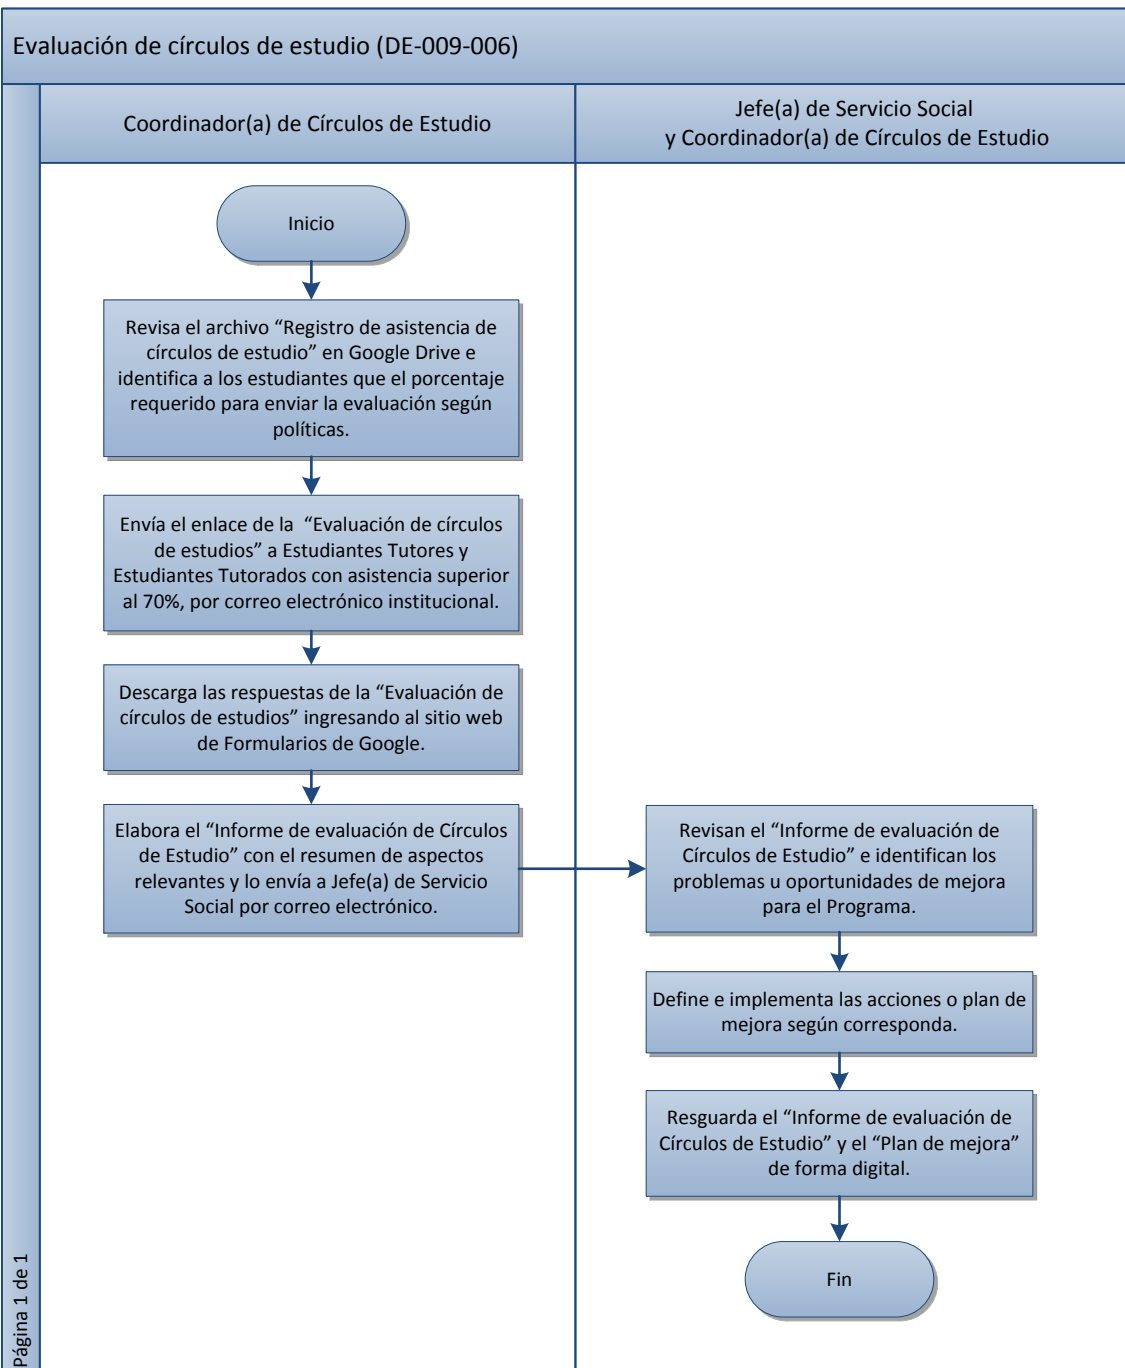 Evaluación de círculos de estudio (DE-009-006)
Coordinador(a) de Círculos de Estudio
Jefe(a) de Servicio Social
y Coordinador(a) de Círculos de Estudio
Inicio
Revisa el archivo “Registro de asistencia de
círculos de estudio” en Google Drive e
identifica a los estudiantes que el porcentaje
requerido para enviar la evaluación según
políticas.
Envía el enlace de la “Evaluación de círculos
de estudios” a Estudiantes Tutores y
Estudiantes Tutorados con asistencia superior
al 70%, por correo electrónico institucional.
Descarga las respuestas de la “Evaluación de
círculos de estudios” ingresando al sitio web
de Formularios de Google.
Elabora el “Informe de evaluación de Círculos
de Estudio” con el resumen de aspectos
relevantes y lo envía a Jefe(a) de Servicio
Social por correo electrónico.
Revisan el “Informe de evaluación de
Círculos de Estudio” e identifican los
problemas u oportunidades de mejora
para el Programa.
Define e implementa las acciones o plan de
mejora según corresponda.
Resguarda el “Informe de evaluación de
Círculos de Estudio” y el “Plan de mejora”
de forma digital.
Fin
Página 1 de 1